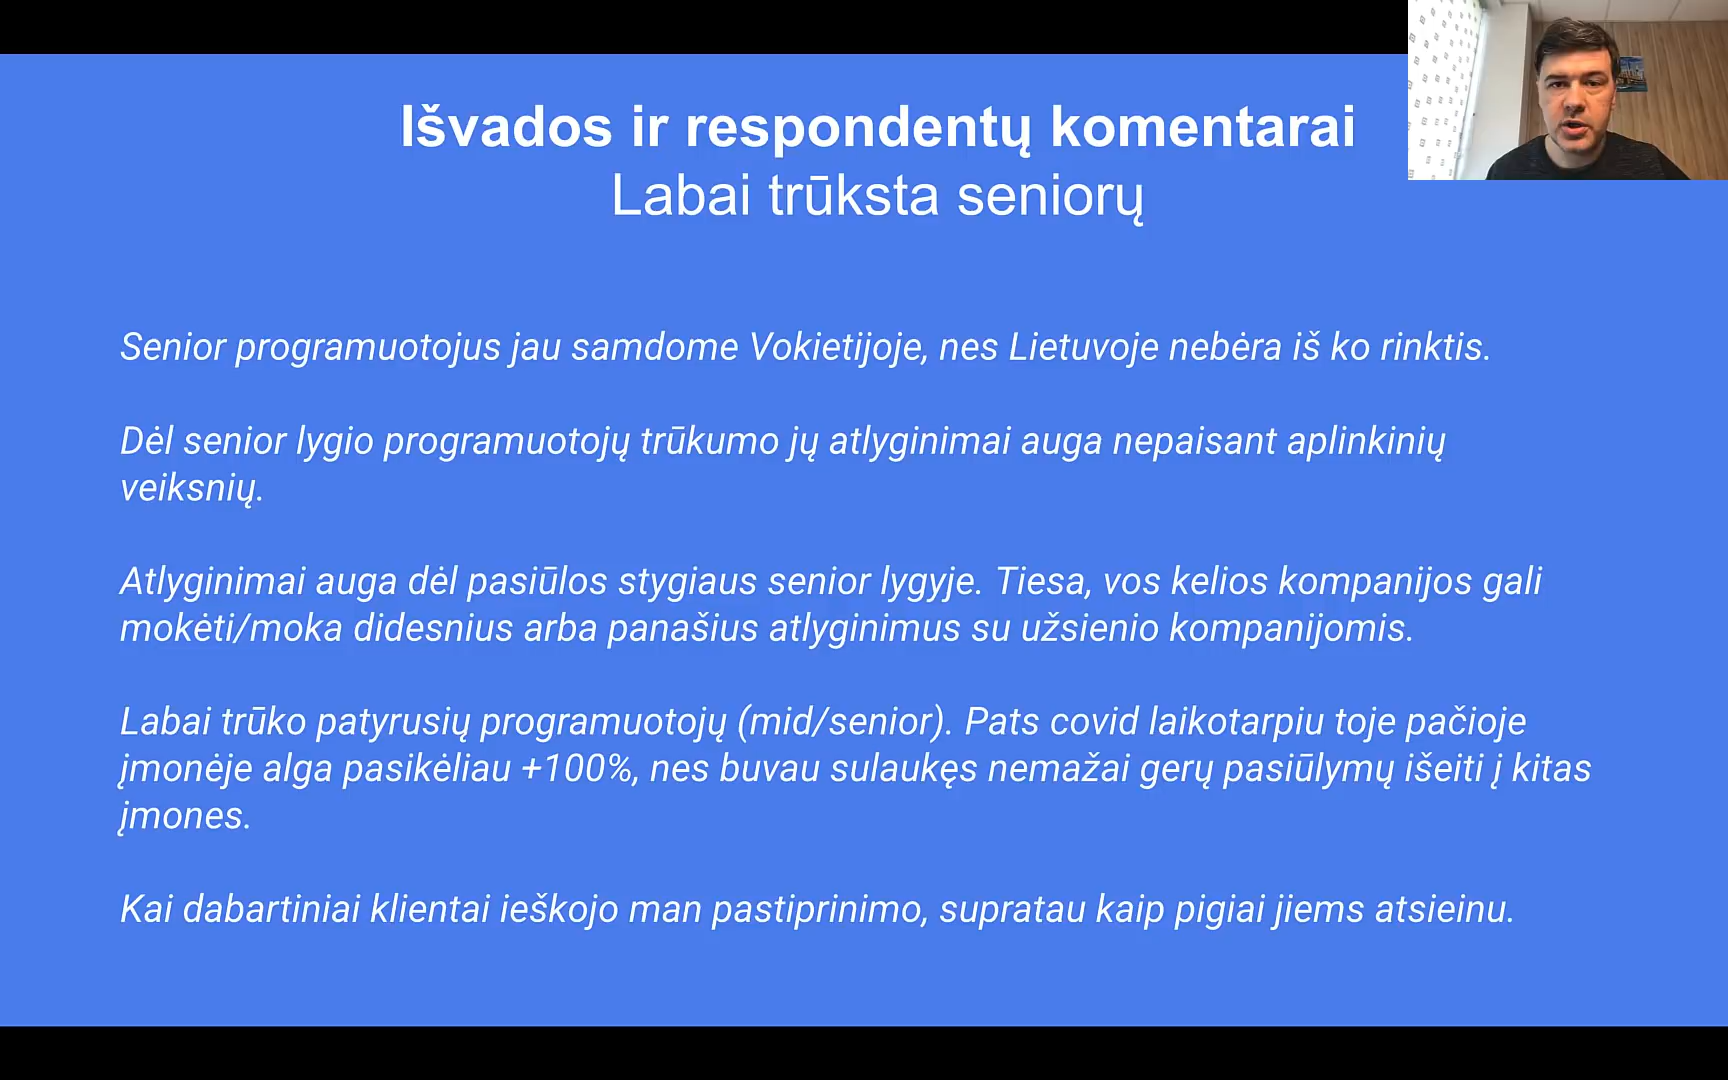 Išvados ir respondentų komentarai
Labai trūksta seniorų
Senior programuotojus jau samdome Vokietijoje, nes Lietuvoje nebėra iš ko rinktis.
Dėl senior lygio programuotojų trūkumo jų atlyginimai auga nepaisant aplinkinių
veiksnių.
Atlyginimai auga dėl pasiūlos stygiaus senior lygyje. Tiesa, vos kelios kompanijos gali
mokėti/moka didesnius arba panašius atlyginimus su užsienio kompanijomis.
Labai trūko patyrusių programuotojų (mid/senior). Pats covid laikotarpiu toje pačioje
įmonėje alga pasikėliau +100%, nes buvau sulaukęs nemažai gerų pasiūlymų išeiti į kitas
įmones.
Kai dabartiniai klientai ieškojo man pastiprinimo, supratau kaip pigiai jiems atsieinu.